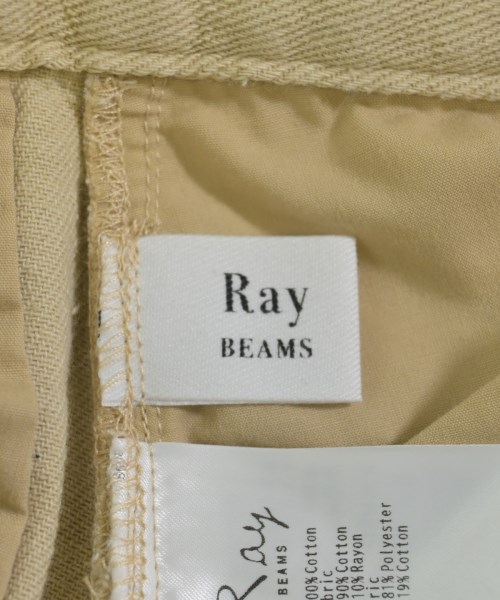 Ray
BEAMS
Ray
BEAMS
00% Cotton
bric
90% Cotton
10% Rayon
ric
81% Polyester
19% Cotton